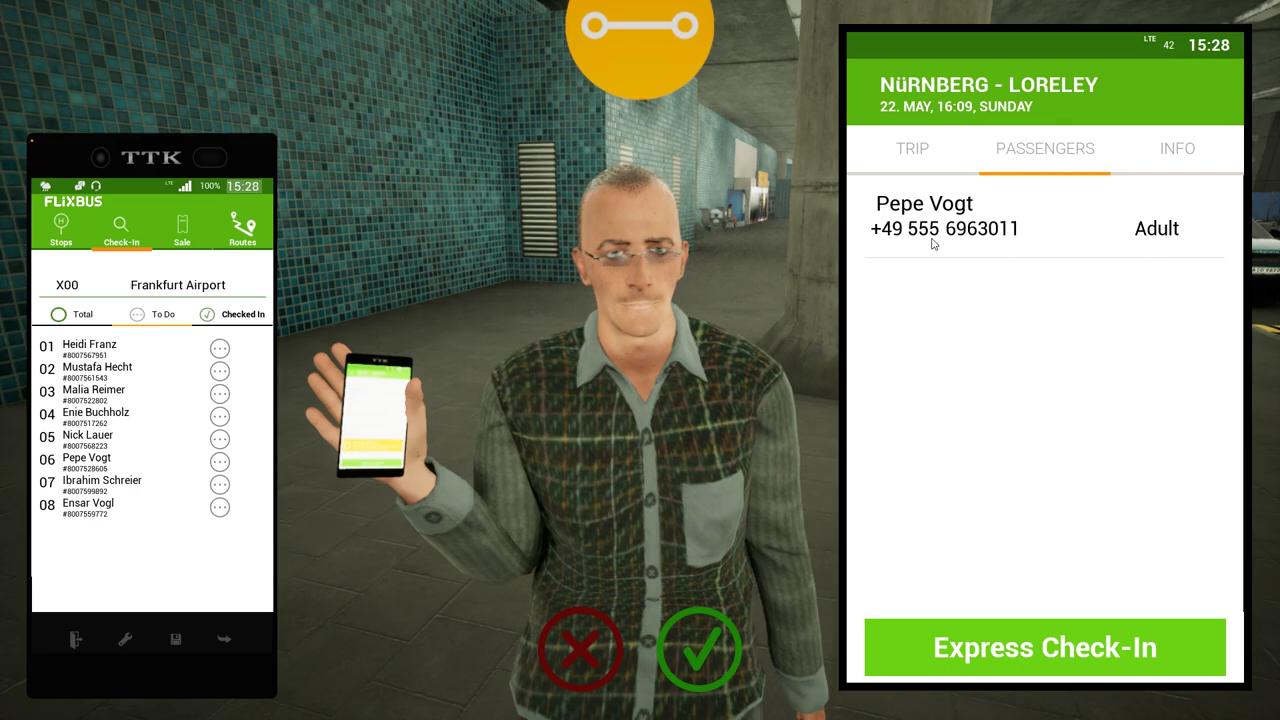 TTK
LTE 100% 15:28
FLiXBUS
Stops Check-In Sale Routes
X00 Frankfurt Airport
Total To Do Checked In
01 Heidi Franz
#8007567951
02 Mustafa Hecht
#8007561543
03 Malia Reimer
#8007522802
04 Enie Buchholz
#8007517262
05 Nick Lauer
#8007568223
06 Pepe Vogt
#8007528605
07 Ibrahim Schreier
#8007599892
08 Ensar Vogl
#8007559772
TTK
LTE 42 15:28
NüRNBERG - LORELEY
22. MAY, 16:09, SUNDAY
TRIP PASSENGERS INFO
Pepe Vogt
+49 555 6963011 Adult
Express Check-In